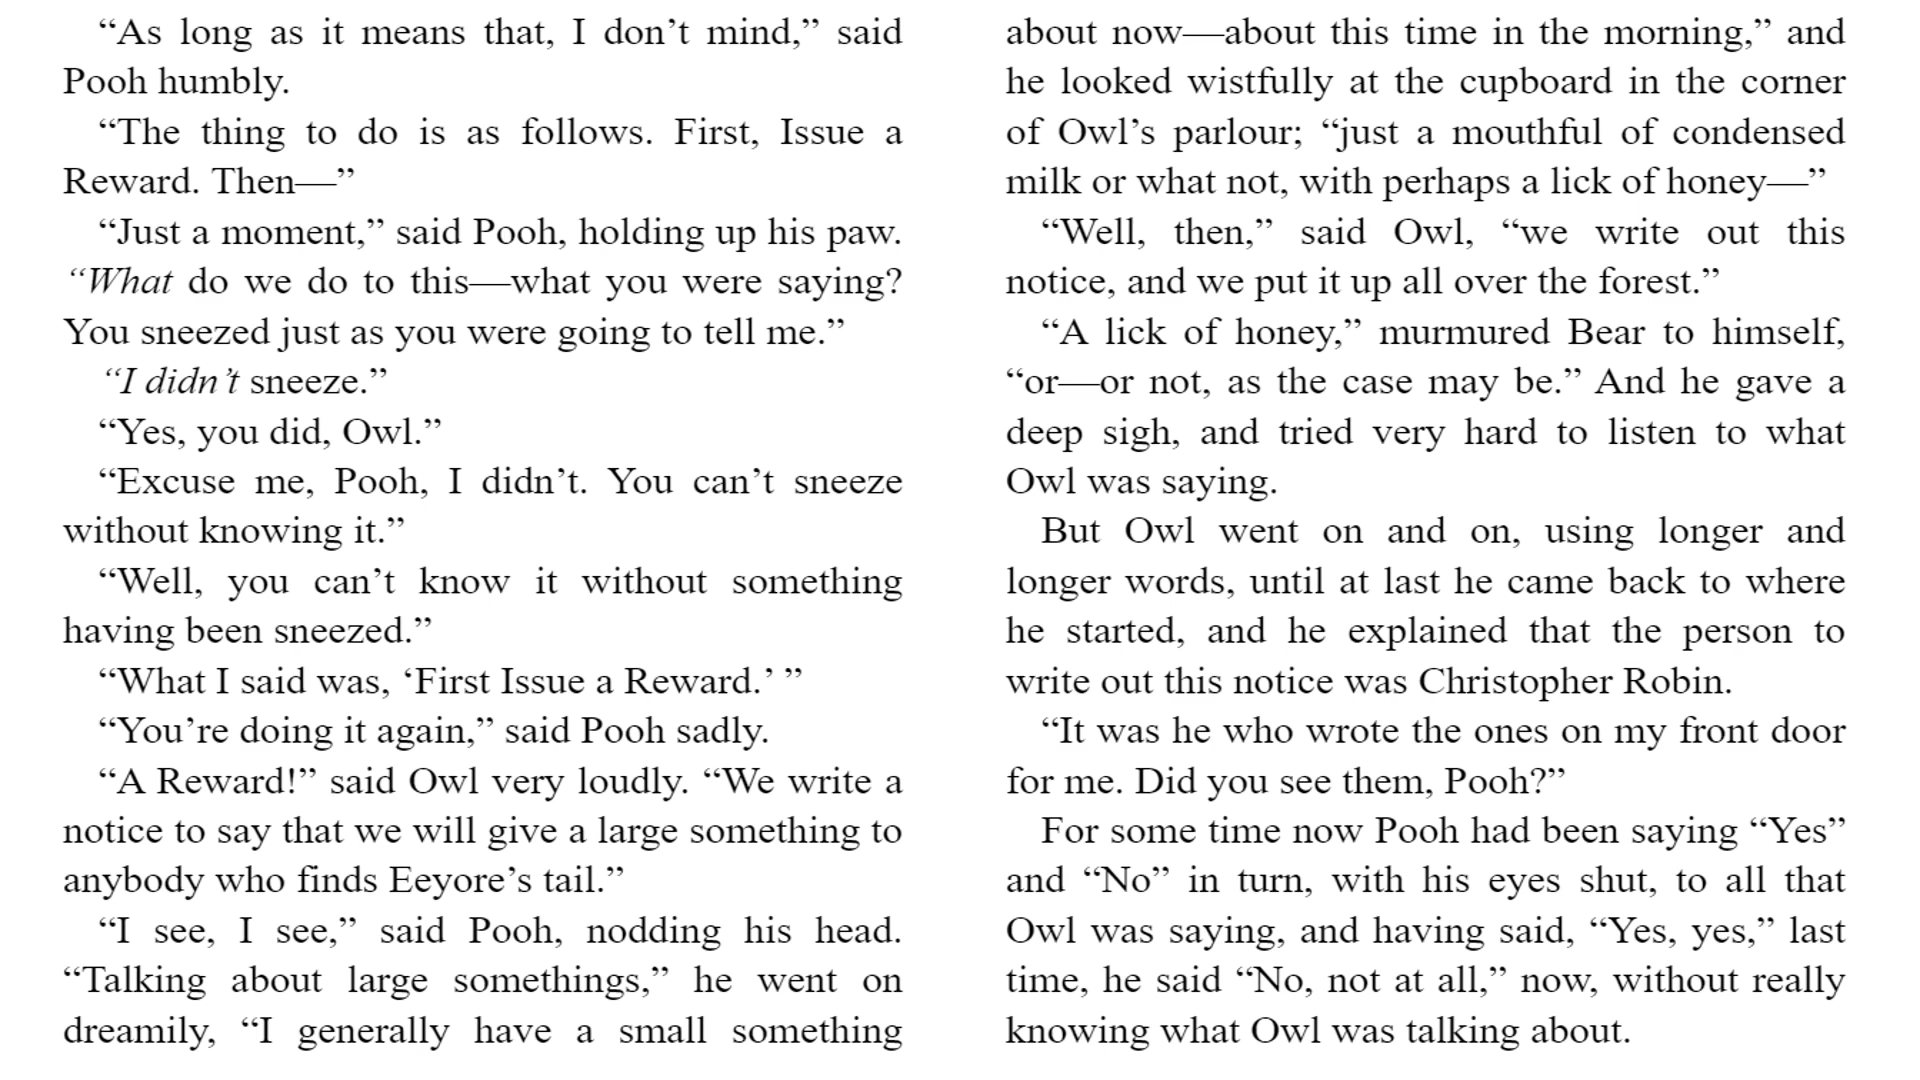 “As long as it means that, I don’t mind,” said
Pooh humbly.
“The thing to do is as follows. First, Issue a
Reward. Then—”
“Just a moment,” said Pooh, holding up his paw.
“What do we do to this—what you were saying?
You sneezed just as you were going to tell me.”
“I didn’t sneeze.”
“Yes, you did, Owl.”
“Excuse me, Pooh, I didn’t. You can’t sneeze
without knowing it.”
“Well, you can’t know it without something
having been sneezed.”
“What I said was, ‘First Issue a Reward.’ ”
“You’re doing it again,” said Pooh sadly.
“A Reward!” said Owl very loudly. “We write a
notice to say that we will give a large something to
anybody who finds Eeyore’s tail.”
“I see, I see,” said Pooh, nodding his head.
“Talking about large somethings,” he went on
dreamily, “I generally have a small something
about now—about this time in the morning,” and
he looked wistfully at the cupboard in the corner
of Owl’s parlour; “just a mouthful of condensed
milk or what not, with perhaps a lick of honey—”
“Well, then,” said Owl, “we write out this
notice, and we put it up all over the forest.”
“A lick of honey,” murmured Bear to himself,
“or—or not, as the case may be.” And he gave a
deep sigh, and tried very hard to listen to what
Owl was saying.
But Owl went on and on, using longer and
longer words, until at last he came back to where
he started, and he explained that the person to
write out this notice was Christopher Robin.
“It was he who wrote the ones on my front door
for me. Did you see them, Pooh?”
For some time now Pooh had been saying “Yes”
and “No” in turn, with his eyes shut, to all that
Owl was saying, and having said, “Yes, yes,” last
time, he said “No, not at all,” now, without really
knowing what Owl was talking about.